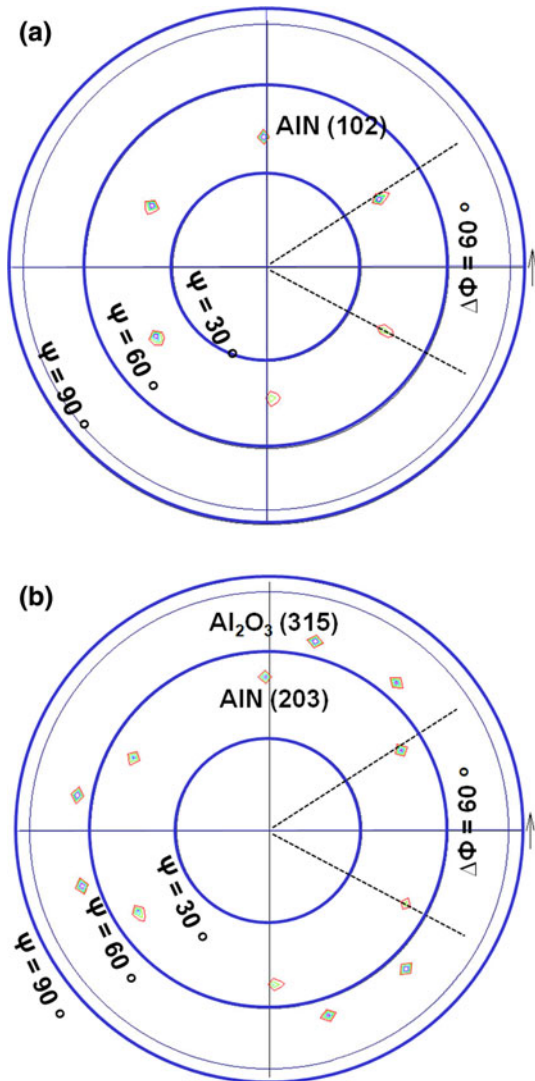 (a)
AlN (102)
Ψ = 30 °
Ψ = 60 °
Ψ = 90 °
ΔΦ = 60 °
(b)
Al₂O₃ (315)
AlN (203)
Ψ = 30 °
Ψ = 60 °
Ψ = 90 °
ΔΦ = 60 °